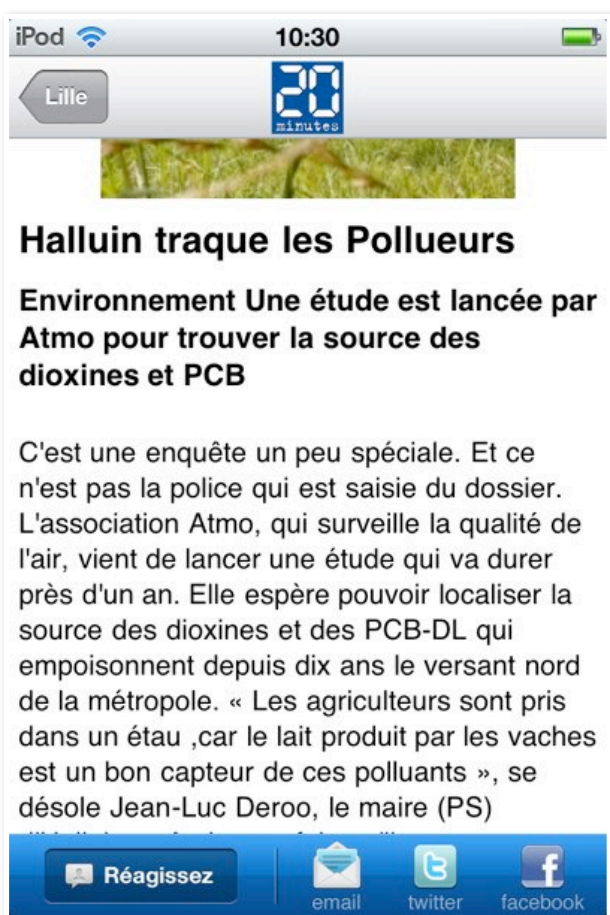 iPod 10:30
Lille
20
minutes
Halluin traque les Pollueurs
Environnement Une étude est lancée par
Atmo pour trouver la source des
dioxines et PCB
C'est une enquête un peu spéciale. Et ce
n'est pas la police qui est saisie du dossier.
L'association Atmo, qui surveille la qualité de
l'air, vient de lancer une étude qui va durer
près d'un an. Elle espère pouvoir localiser la
source des dioxines et des PCB-DL qui
empoisonnent depuis dix ans le versant nord
de la métropole. « Les agriculteurs sont pris
dans un étau ,car le lait produit par les vaches
est un bon capteur de ces polluants », se
désole Jean-Luc Deroo, le maire (PS)
Réagissez
email twitter facebook